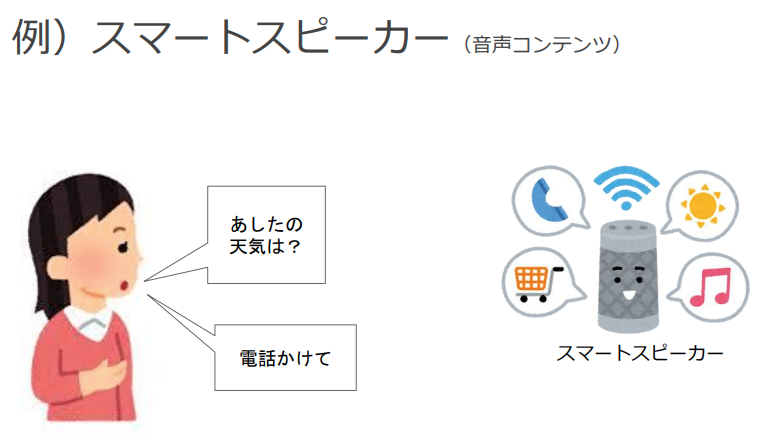 例）スマートスピーカー（音声コンテンツ）
あしたの
天気は？
電話かけて
スマートスピーカー